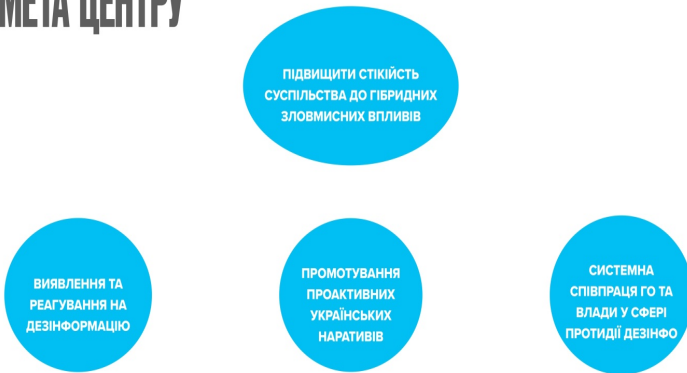 МЕТА ЦЕНТРУ
ПІДВИЩИТИ СТІКІЙСТЬ
СУСПІЛЬСТВА ДО ГІБРИДНИХ
ЗЛОВМИСНИХ ВПЛИВІВ
ВИЯВЛЕННЯ ТА
РЕАГУВАННЯ НА
ДЕЗІНФОРМАЦІЮ
ПРОМОТУВАННЯ
ПРОАКТИВНИХ
УКРАЇНСЬКИХ
НАРАТИВІВ
СИСТЕМНА
СПІВПРАЦЯ ГО ТА
ВЛАДИ У СФЕРІ
ПРОТИДІЇ ДЕЗІНФО